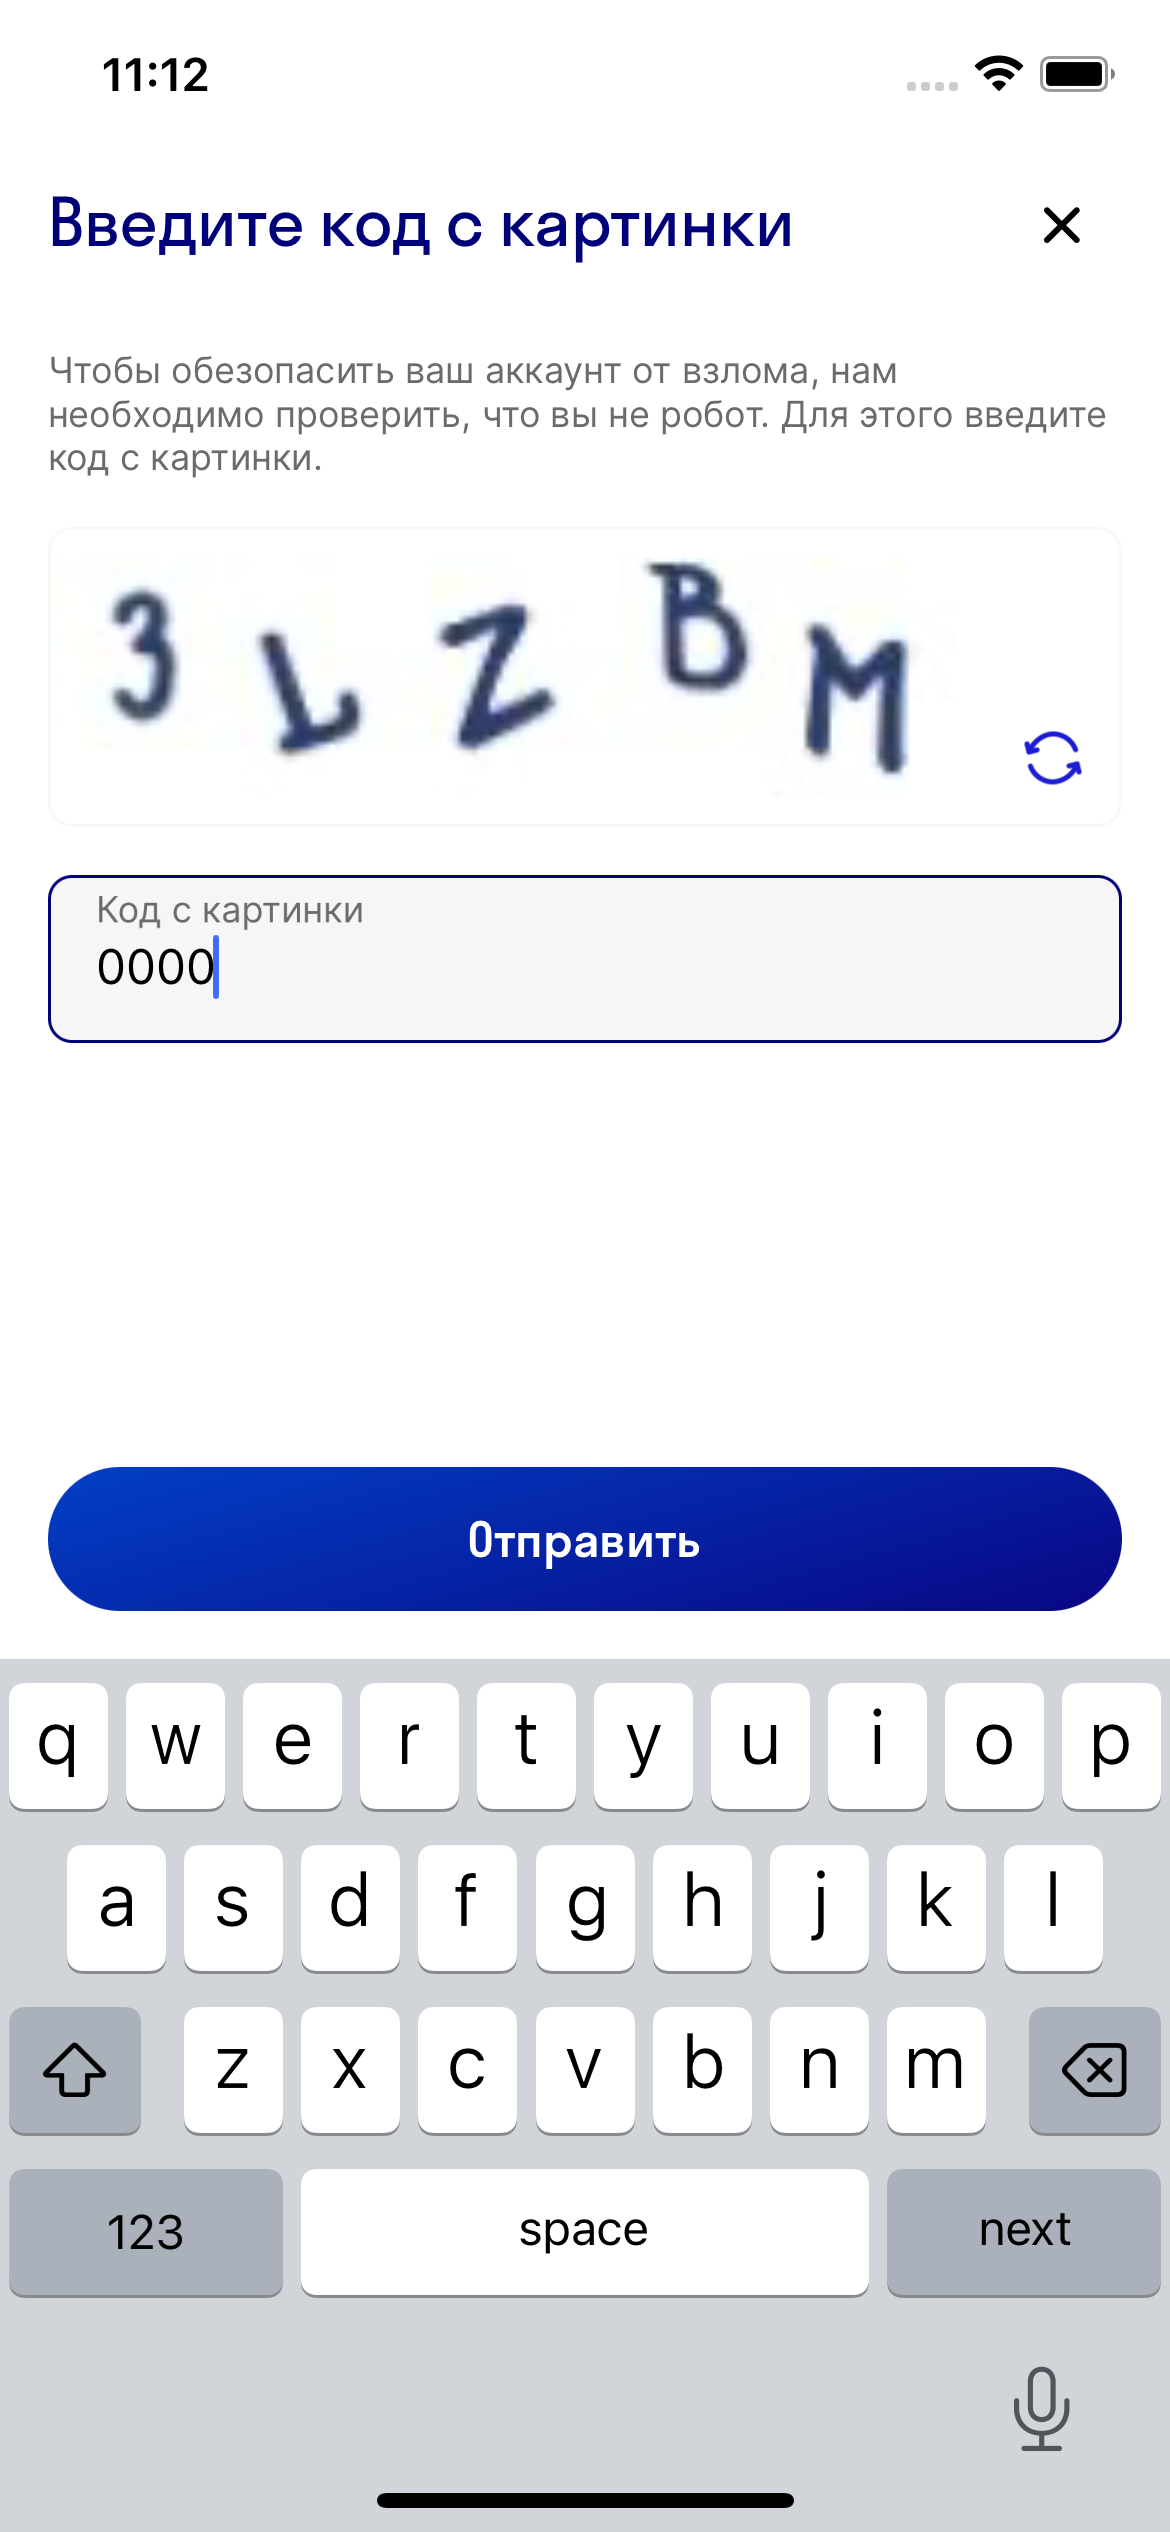 11:12
Введите код с картинки
Чтобы обезопасить ваш аккаунт от взлома, нам
необходимо проверить, что вы не робот. Для этого введите
код с картинки.
3 L Z B M
Код с картинки
0000
Отправить
q w e r t y u i o p
a s d f g h j k l
z x c v b n m
123 space next